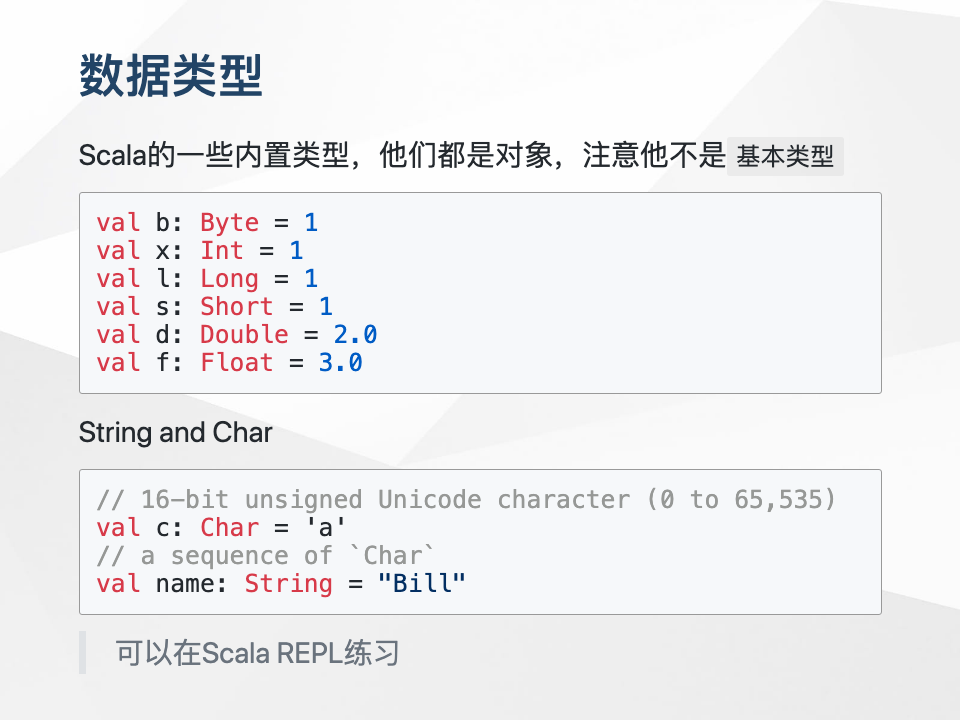 数据类型
Scala的一些内置类型，他们都是对象，注意他不是 基本类型
val b: Byte = 1
val x: Int = 1
val l: Long = 1
val s: Short = 1
val d: Double = 2.0
val f: Float = 3.0
String and Char
// 16-bit unsigned Unicode character (0 to 65,535)
val c: Char = 'a'
// a sequence of `Char`
val name: String = "Bill"
可以在Scala REPL练习